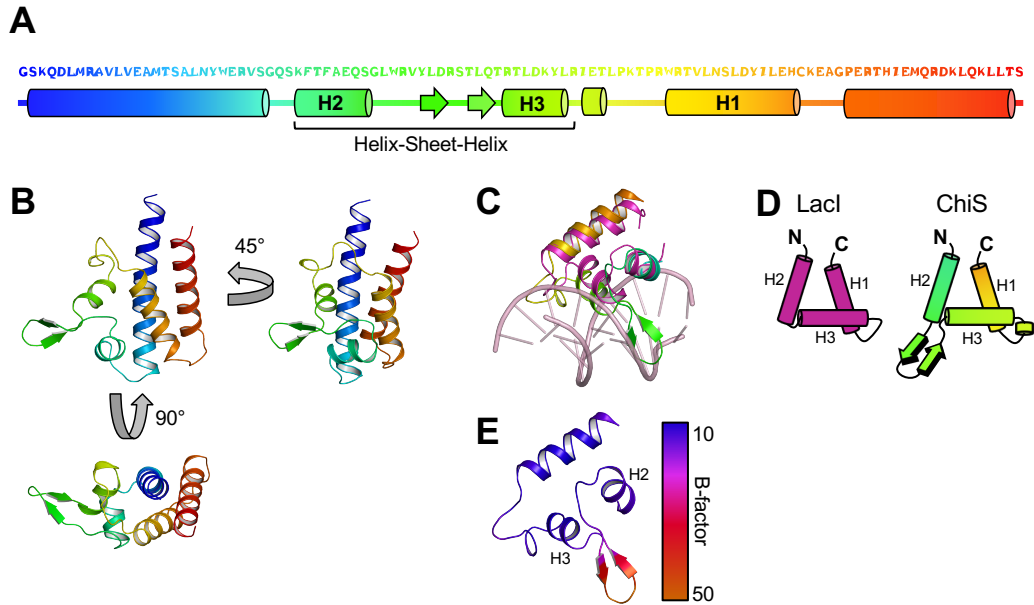 A
GSKQDLMRAVLVEAMTSALNYWERVSGQSKFTFAEQSGLWRVYLDRSTLQTRTLDKYLRIETLPKTPRWRTVLNSLDYILEHCKEAGPERTHIEMQRDKLQKLLTS
H2 H3 H1
Helix-Sheet-Helix
B
45°
90°
C
D
LacI
N
C
H2
H1
H3
ChiS
N
C
H2
H1
H3
E
H2
H3
10
B-factor
50